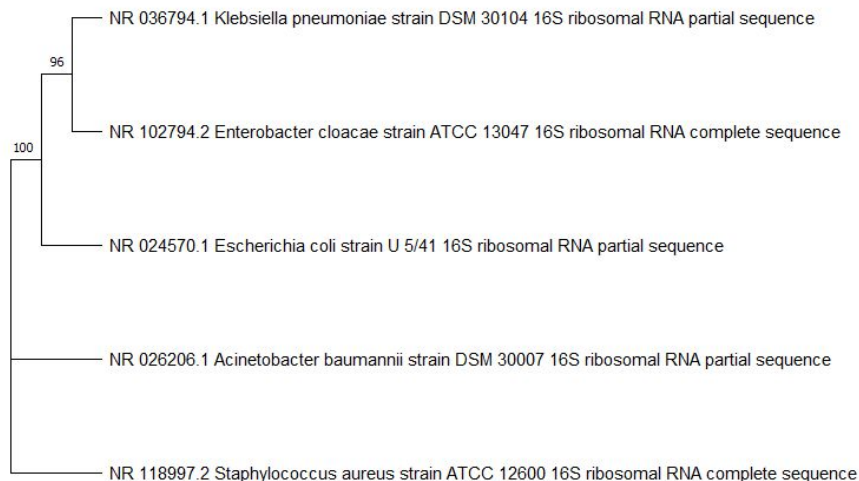 NR 036794.1 Klebsiella pneumoniae strain DSM 30104 16S ribosomal RNA partial sequence
96
NR 102794.2 Enterobacter cloacae strain ATCC 13047 16S ribosomal RNA complete sequence
100
NR 024570.1 Escherichia coli strain U 5/41 16S ribosomal RNA partial sequence
NR 026206.1 Acinetobacter baumannii strain DSM 30007 16S ribosomal RNA partial sequence
NR 118997.2 Staphylococcus aureus strain ATCC 12600 16S ribosomal RNA complete sequence